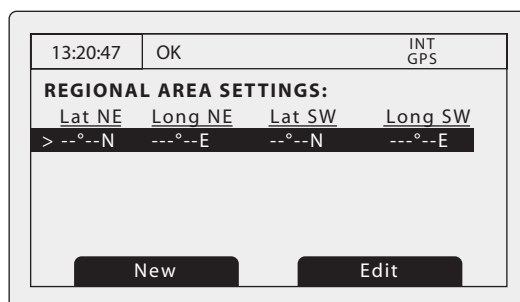 13:20:47 OK INT
GPS
REGIONAL AREA SETTINGS:
Lat NE Long NE Lat SW Long SW
> --°--N ---°--E --°--N ---°--E
New Edit